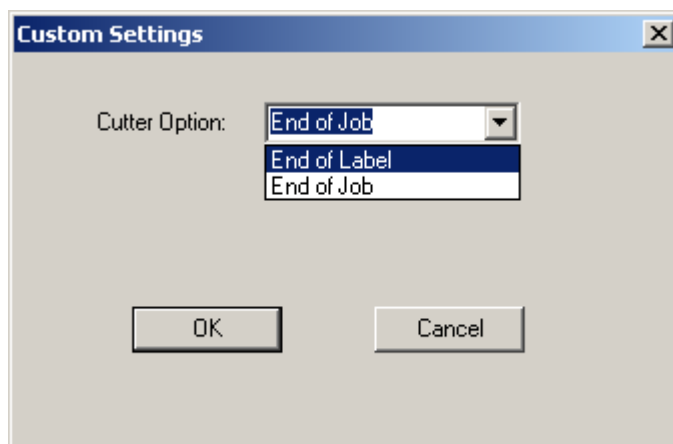 Custom Settings
Cutter Option: End of Job
End of Label
End of Job
OK Cancel